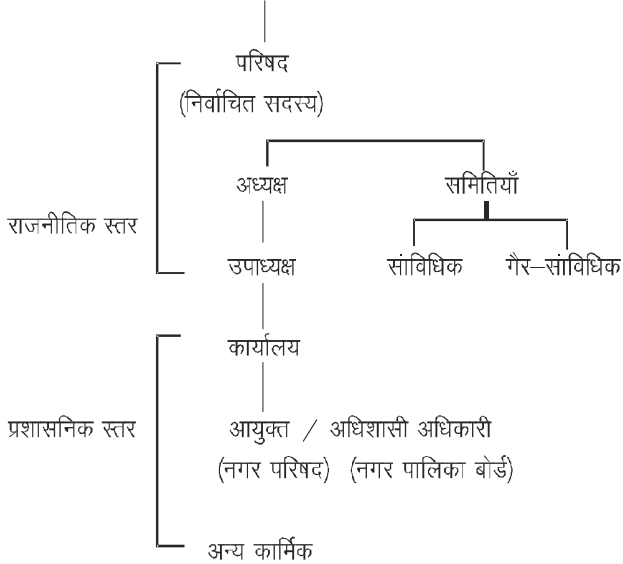 परिषद
(निर्वाचित सदस्य)
अध्यक्ष समितियाँ
राजनीतिक स्तर
उपाध्यक्ष सांविधिक गैर–सांविधिक
कार्यालय
प्रशासनिक स्तर आयुक्त / अधिशासी अधिकारी
(नगर परिषद) (नगर पालिका बोर्ड)
अन्य कार्मिक